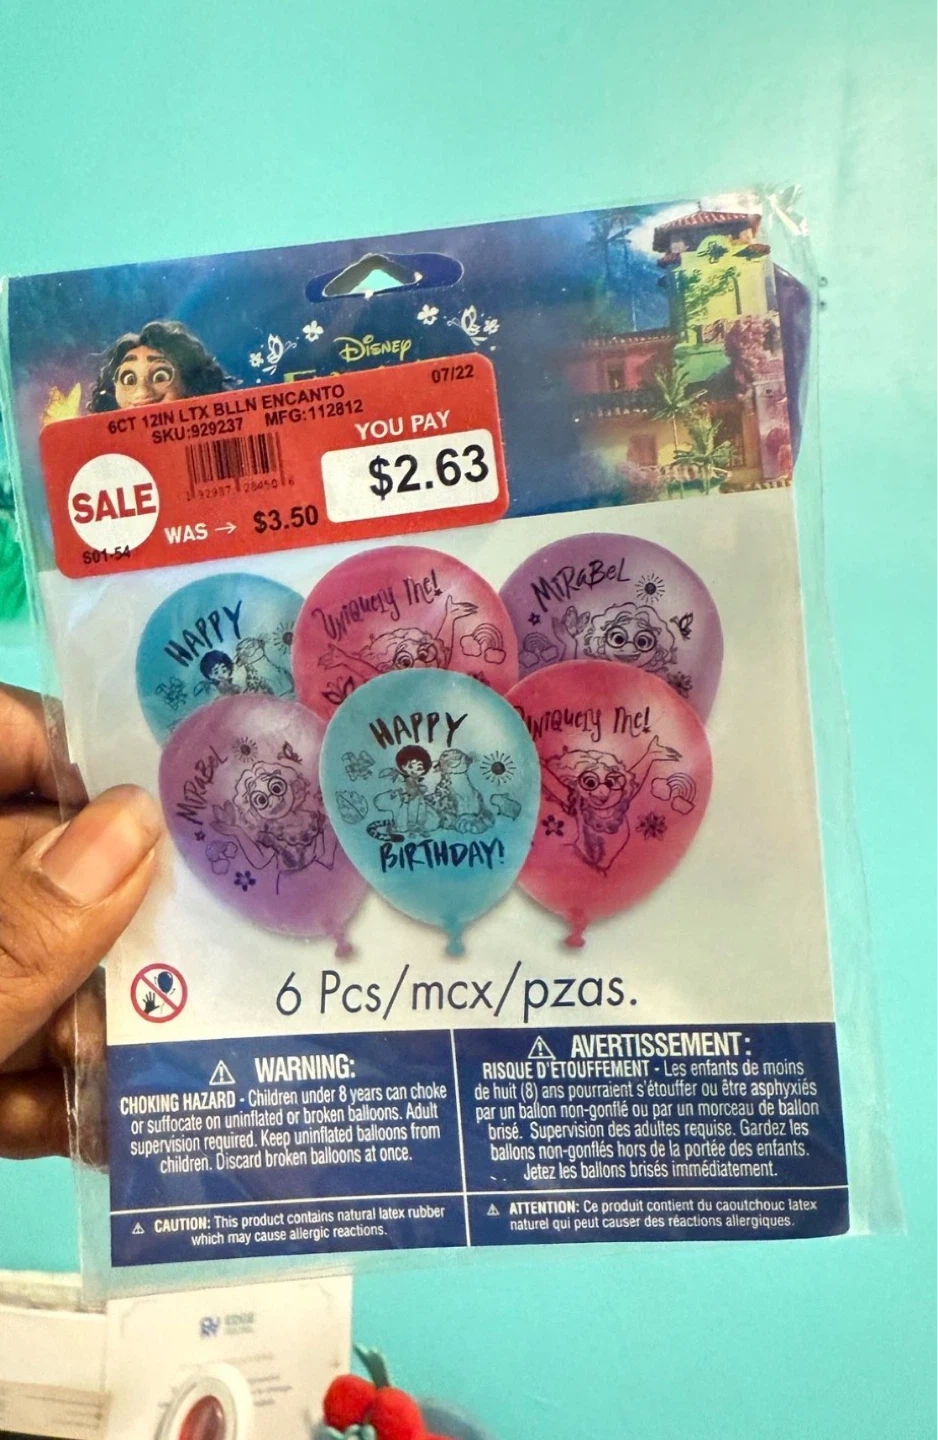 DISNEY
6CT 12IN LTX BLLN ENCANTO
07/22
SKU:929237 MFG:112812
YOU PAY
$2.63
SALE
WAS → $3.50
S01-54
HAPPY
Uniquely Me!
MIRABEL
MIRABEL
HAPPY
BIRTHDAY!
Uniquely Me!
6 Pcs/mcx/pzas.
⚠ WARNING:
CHOKING HAZARD - Children under 8 years can choke
or suffocate on uninflated or broken balloons. Adult
supervision required. Keep uninflated balloons from
children. Discard broken balloons at once.
⚠ CAUTION: This product contains natural latex rubber
which may cause allergic reactions.
⚠ AVERTISSEMENT:
RISQUE D'ÉTOUFFEMENT - Les enfants de moins
de huit (8) ans pourraient s'étouffer ou être asphyxiés
par un ballon non-gonflé ou par un morceau de ballon
brisé. Supervision des adultes requise. Gardez les
ballons non-gonflés hors de la portée des enfants.
Jetez les ballons brisés immédiatement.
⚠ ATTENTION: Ce produit contient du caoutchouc latex
naturel qui peut causer des réactions allergiques.
EDGE